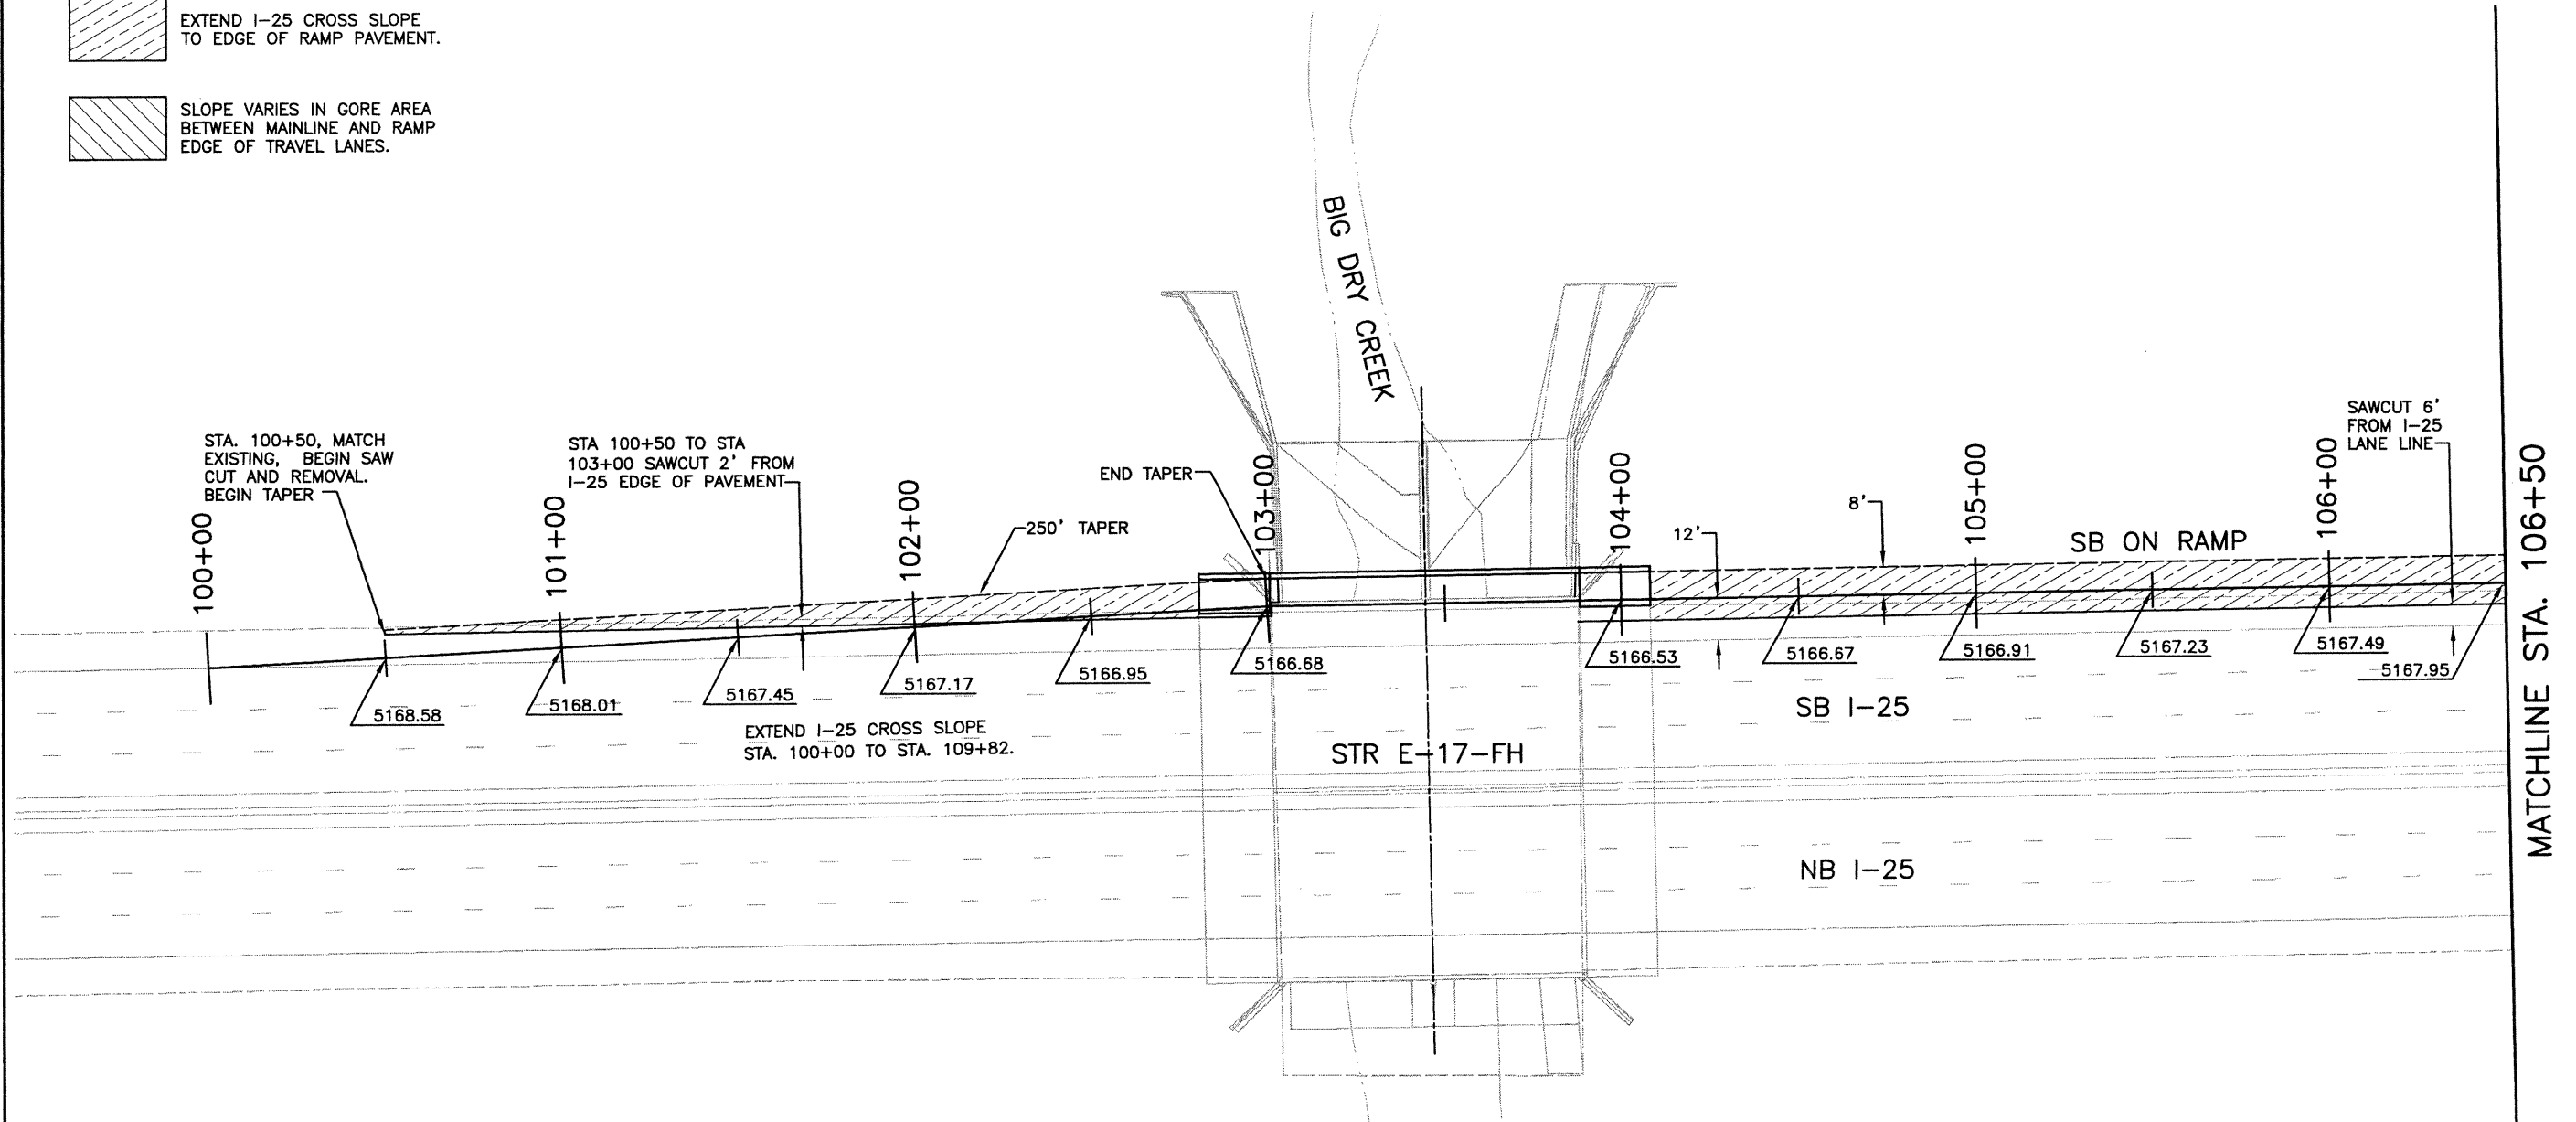 EXTEND I-25 CROSS SLOPE
TO EDGE OF RAMP PAVEMENT.
SLOPE VARIES IN GORE AREA
BETWEEN MAINLINE AND RAMP
EDGE OF TRAVEL LANES.
BIG DRY CREEK
STA. 100+50, MATCH
EXISTING, BEGIN SAW
CUT AND REMOVAL.
BEGIN TAPER
STA 100+50 TO STA
103+00 SAWCUT 2' FROM
I-25 EDGE OF PAVEMENT
END TAPER
250' TAPER
SAWCUT 6'
FROM I-25
LANE LINE
8'
12'
SB ON RAMP
100+00
101+00
102+00
103+00
104+00
105+00
106+00
MATCHLINE STA. 106+50
5168.58
5168.01
5167.45
5167.17
5166.95
5166.68
5166.53
5166.67
5166.91
5167.23
5167.49
5167.95
EXTEND I-25 CROSS SLOPE
STA. 100+00 TO STA. 109+82.
STR E-17-FH
SB I-25
NB I-25